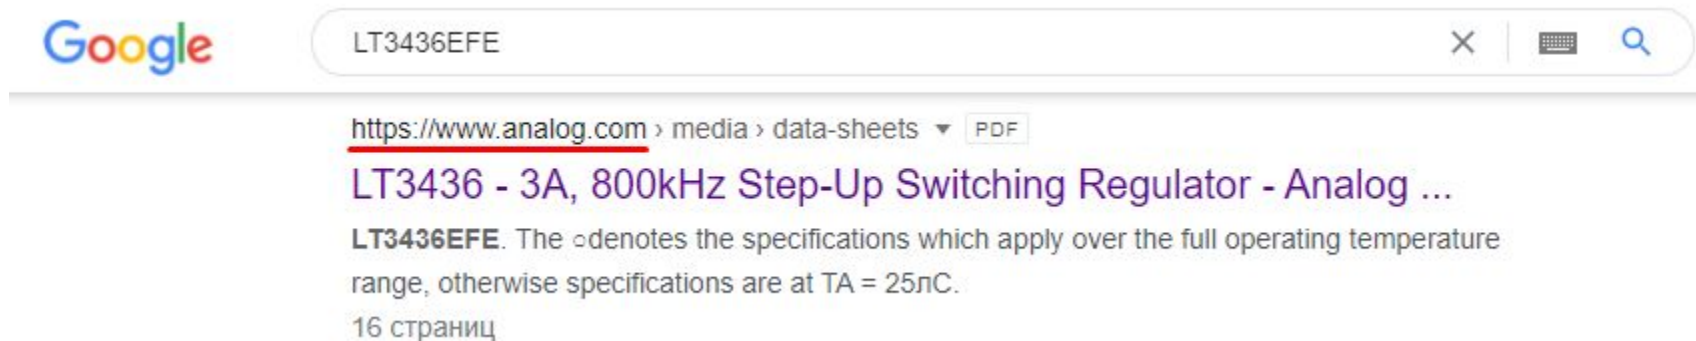 Google
LT3436EFE
https://www.analog.com › media › data-sheets PDF
LT3436 - 3A, 800kHz Step-Up Switching Regulator - Analog ...
LT3436EFE. The ○denotes the specifications which apply over the full operating temperature
range, otherwise specifications are at TA = 25лC.
16 страниц